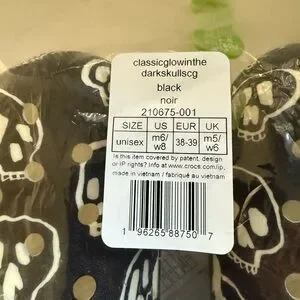 classicglowinthe
darkskullscg
black
noir
210675-001
SIZE US EUR UK
unisex m6/w8 38-39 m5/w6
Is this item covered by patent, design
or IP rights? Info at www.crocs.com/ip.
made in vietnam / fabriqué au vietnam
1 96265 88750 7